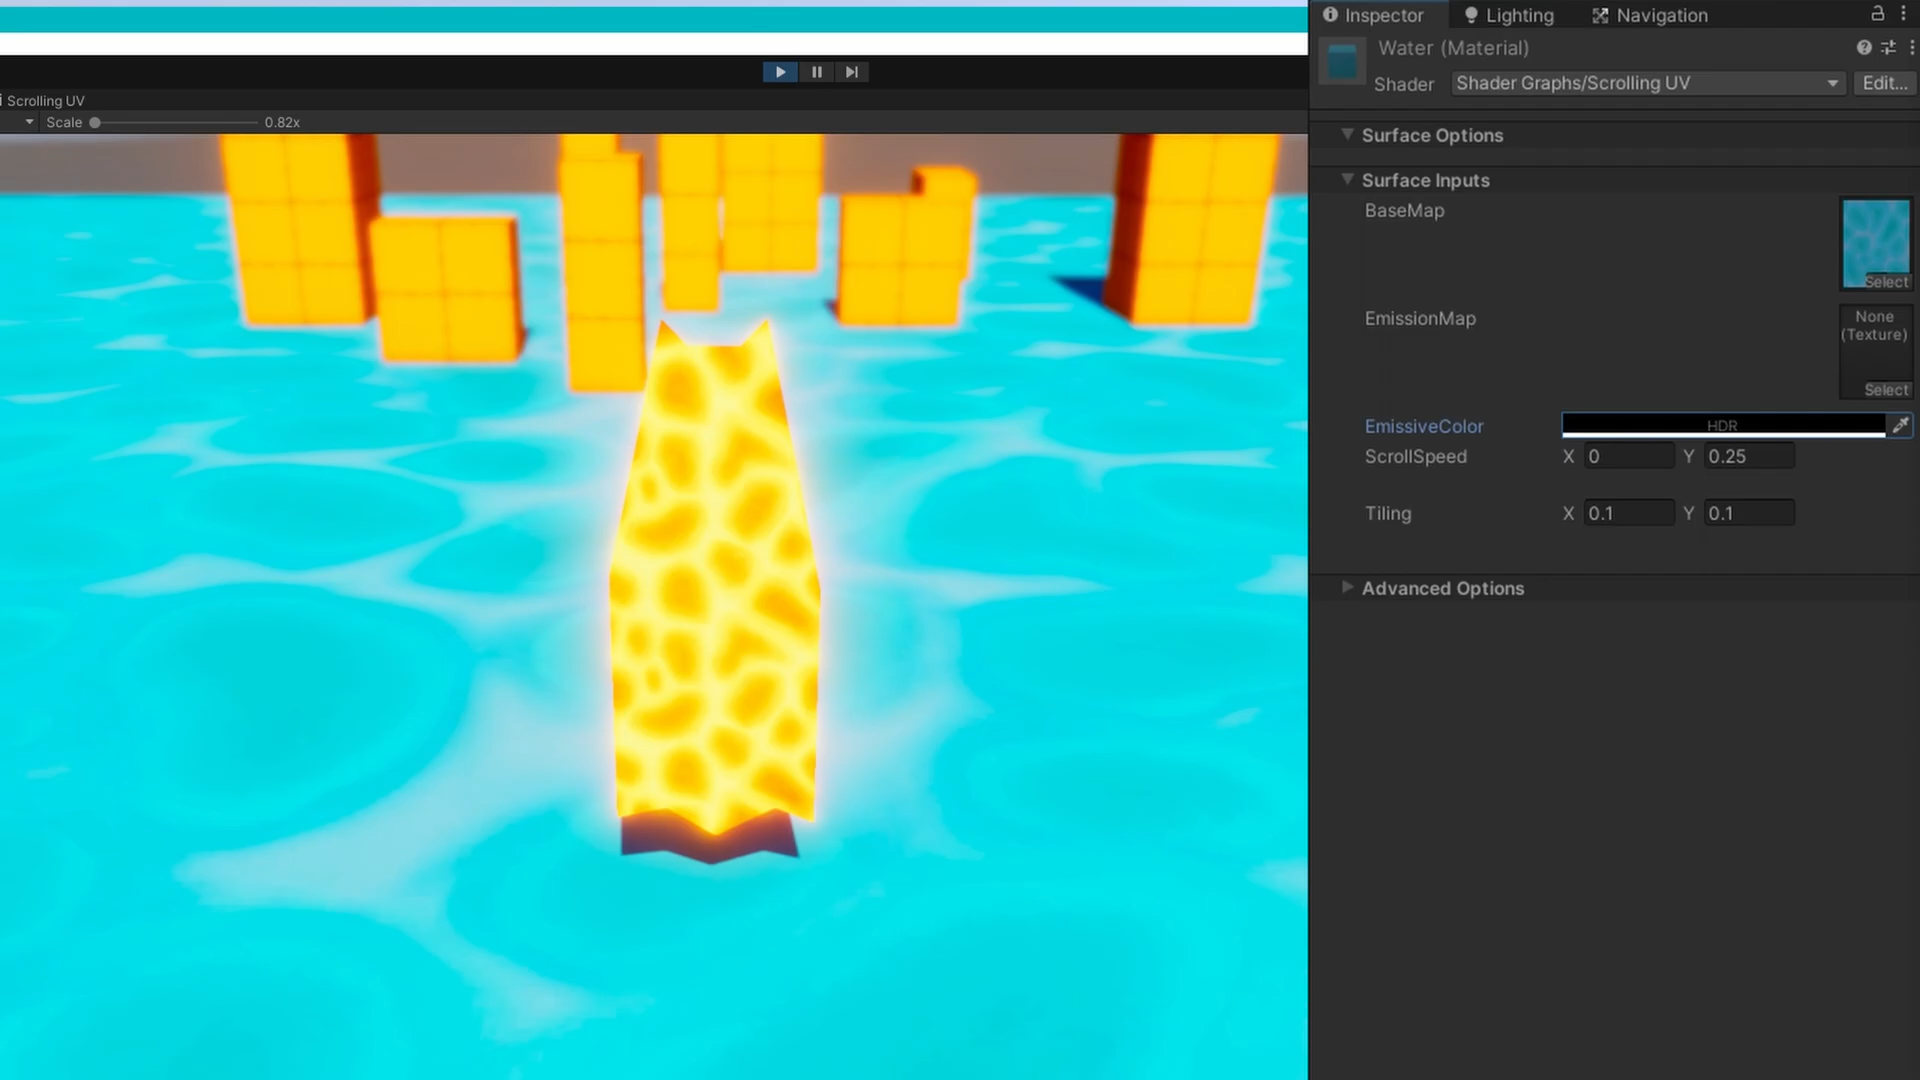 Inspector
Lighting
Navigation
Water (Material)
Shader
Shader Graphs/Scrolling UV
Edit...
Scrolling UV
Scale
0.82x
Surface Options
Surface Inputs
BaseMap
Select
EmissionMap
None
(Texture)
Select
EmissiveColor
HDR
ScrollSpeed X 0 Y 0.25
Tiling X 0.1 Y 0.1
Advanced Options